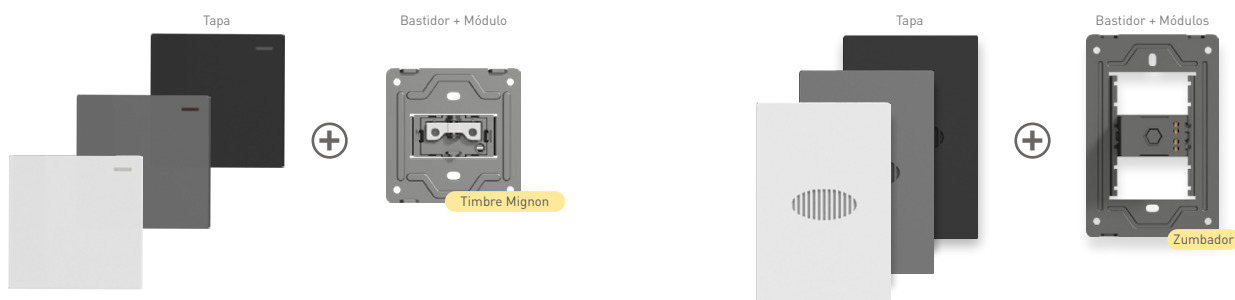 Tapa
Bastidor + Módulo
Timbre Mignon
Tapa
Bastidor + Módulos
Zumbador